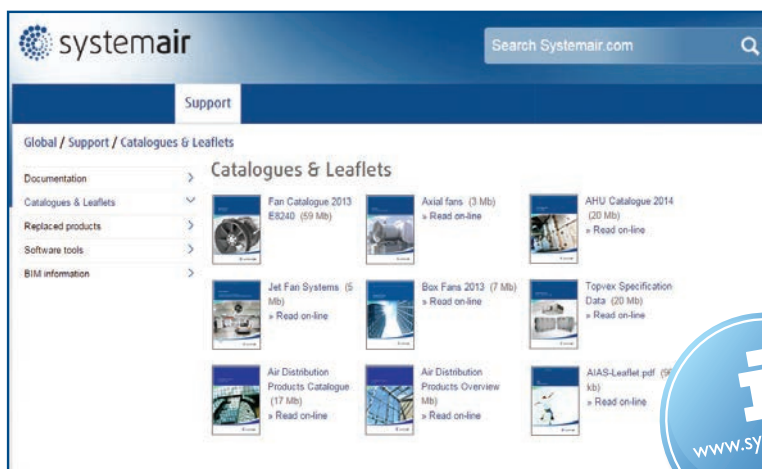 systemair
Search Systemair.com
Support
Global / Support / Catalogues & Leaflets
Documentation
Catalogues & Leaflets
Replaced products
Software tools
BIM information
Catalogues & Leaflets
Fan Catalogue 2013
E8240 (59 Mb)
Axial fans (3 Mb)
» Read on-line
AHU Catalogue 2014
(20 Mb)
» Read on-line
Jet Fan Systems (5
Mb)
» Read on-line
Box Fans 2013 (7 Mb)
» Read on-line
Topvex Specification
Data (20 Mb)
» Read on-line
Air Distribution
Products Catalogue
(17 Mb)
» Read on-line
Air Distribution
Products Overview
Mb)
» Read on-line
AIAS-Leaflet.pdf
kb)
» Read on-line
i
www.sy